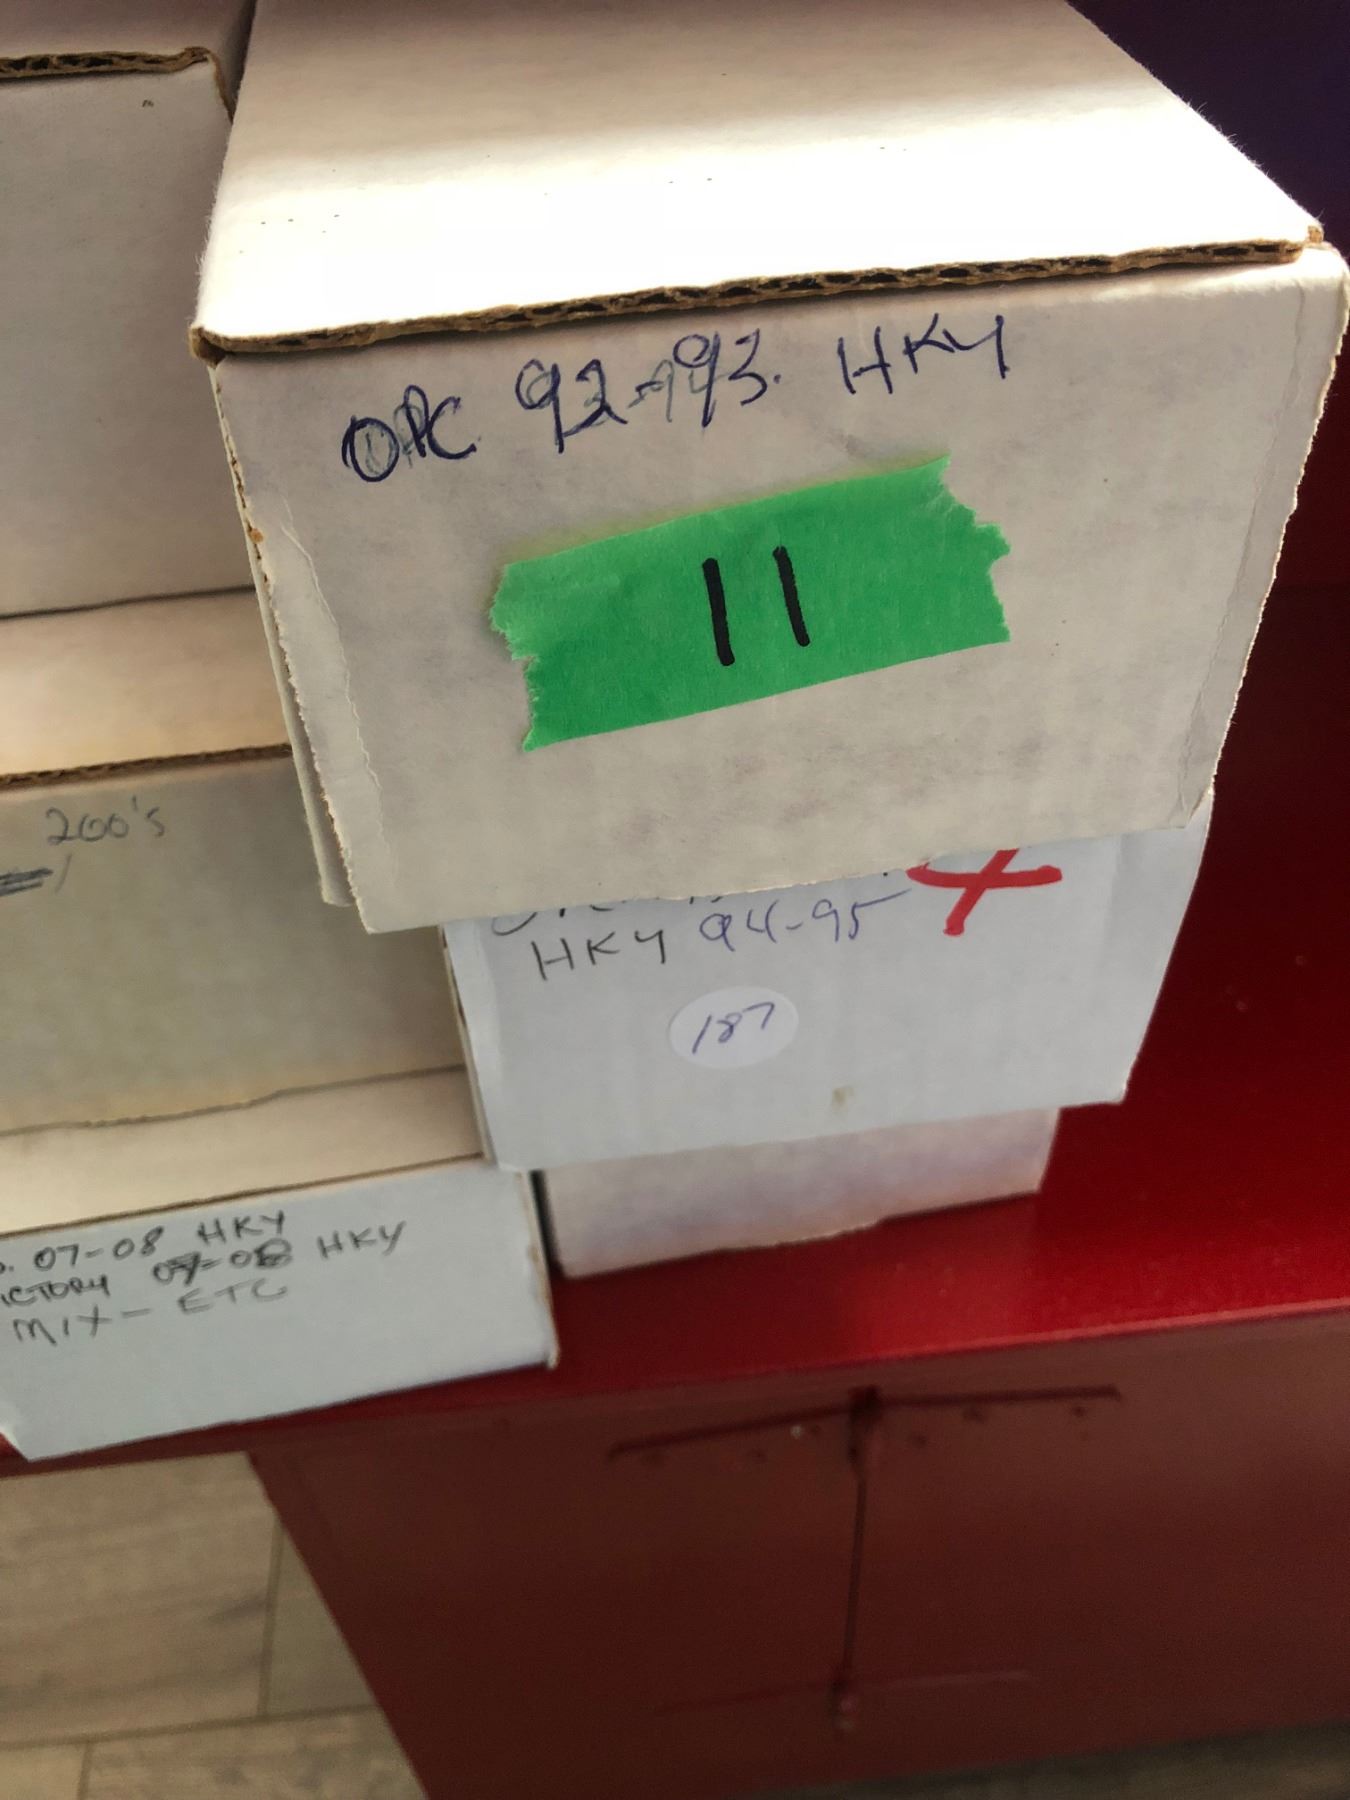 OPC 92-93. HKY
11
200's
HKY 94-95
187
07-08 HKY
07-08 HKY
MIX - ETC